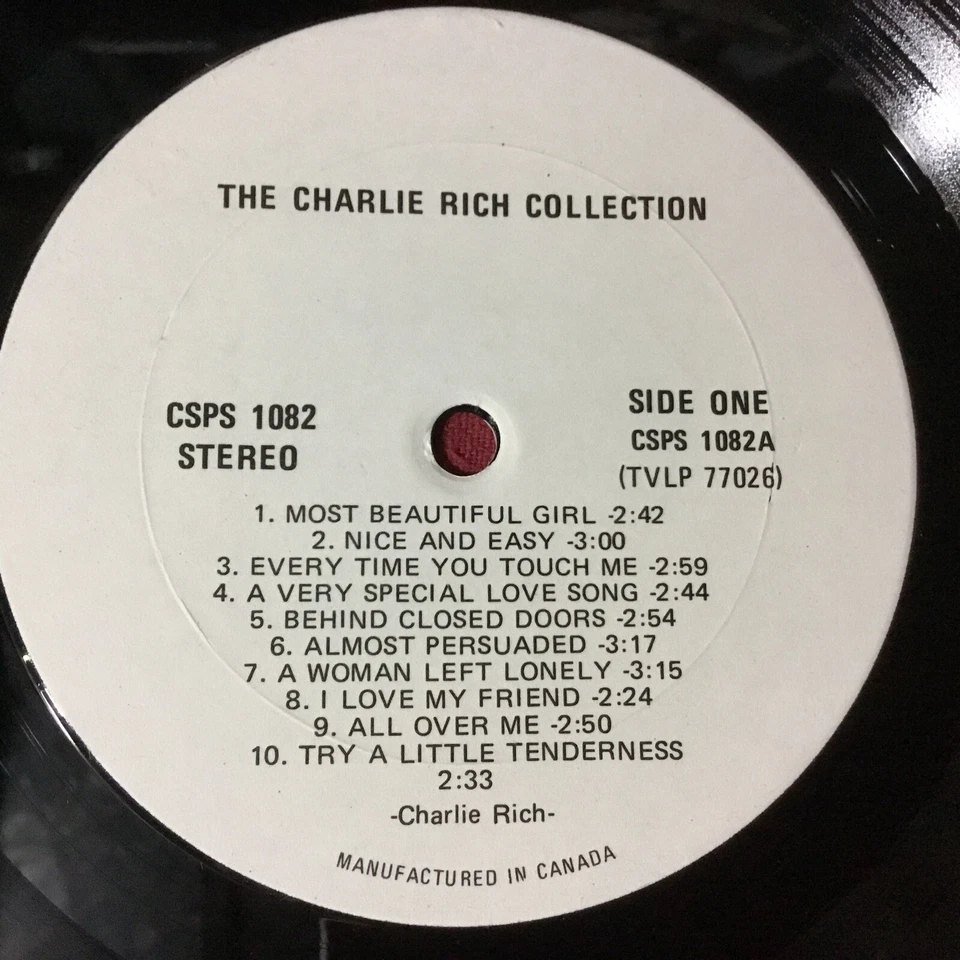 THE CHARLIE RICH COLLECTION
CSPS 1082
STEREO
SIDE ONE
CSPS 1082A
(TVLP 77026)
1. MOST BEAUTIFUL GIRL -2:42
2. NICE AND EASY -3:00
3. EVERY TIME YOU TOUCH ME -2:59
4. A VERY SPECIAL LOVE SONG -2:44
5. BEHIND CLOSED DOORS -2:54
6. ALMOST PERSUADED -3:17
7. A WOMAN LEFT LONELY -3:15
8. I LOVE MY FRIEND -2:24
9. ALL OVER ME -2:50
10. TRY A LITTLE TENDERNESS
2:33
-Charlie Rich-
MANUFACTURED IN CANADA